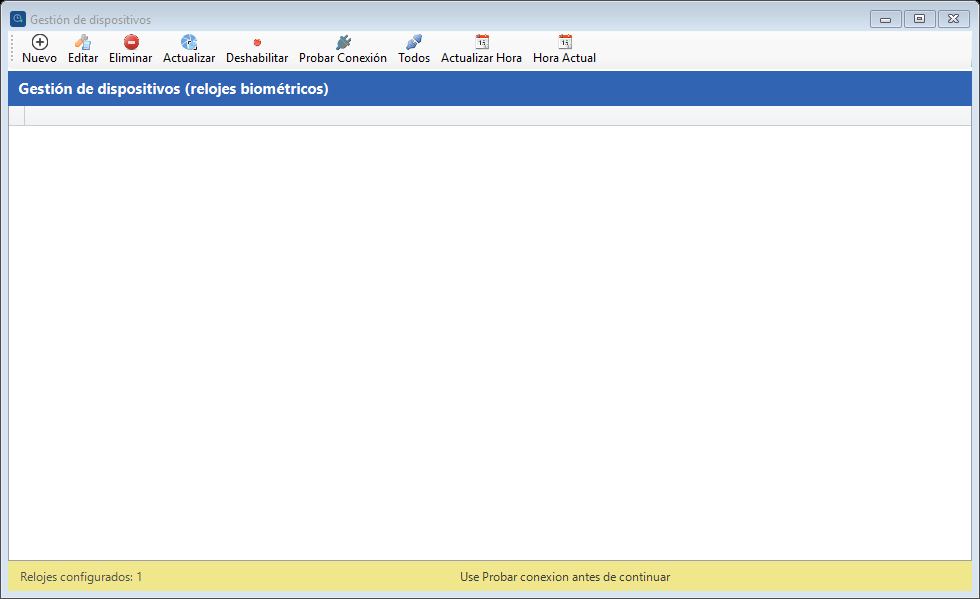 Gestión de dispositivos
Nuevo Editar Eliminar Actualizar Deshabilitar Probar Conexión Todos Actualizar Hora Hora Actual
Gestión de dispositivos (relojes biométricos)
Relojes configurados: 1 Use Probar conexion antes de continuar